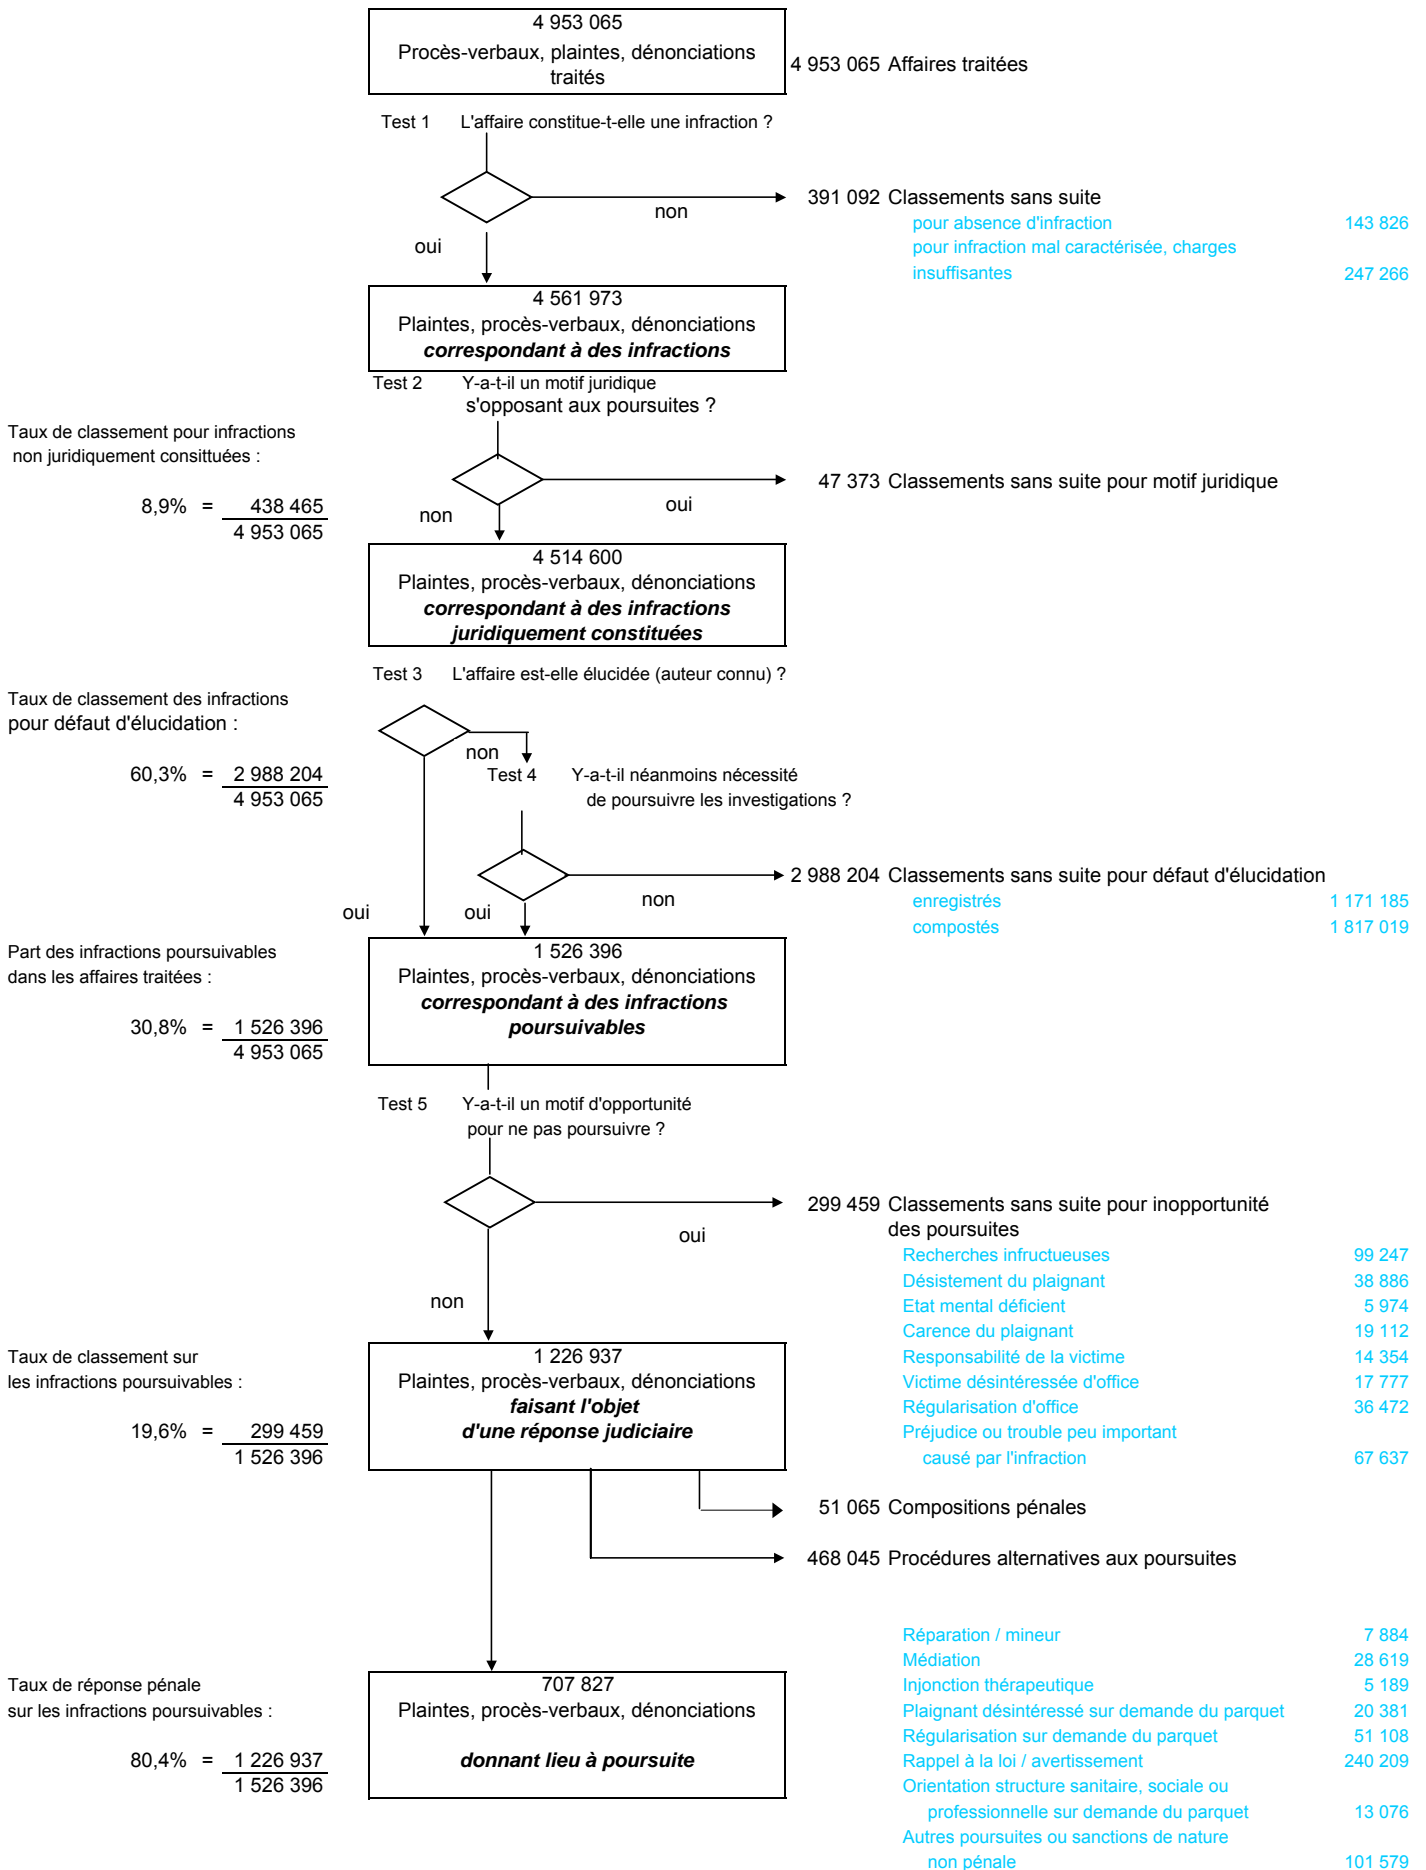 4 953 065
Procès-verbaux, plaintes, dénonciations
traités
4 953 065 Affaires traitées
Test 1 L'affaire constitue-t-elle une infraction ?
non
391 092 Classements sans suite
pour absence d'infraction 143 826
pour infraction mal caractérisée, charges
insuffisantes 247 266
oui
4 561 973
Plaintes, procès-verbaux, dénonciations
correspondant à des infractions
Test 2 Y-a-t-il un motif juridique
s'opposant aux poursuites ?
Taux de classement pour infractions
non juridiquement consittuées :
8,9% = 438 465
4 953 065
47 373 Classements sans suite pour motif juridique
oui
non
4 514 600
Plaintes, procès-verbaux, dénonciations
correspondant à des infractions
juridiquement constituées
Test 3 L'affaire est-elle élucidée (auteur connu) ?
Taux de classement des infractions
pour défaut d'élucidation :
60,3% = 2 988 204
4 953 065
non
Test 4 Y-a-t-il néanmoins nécessité
de poursuivre les investigations ?
2 988 204 Classements sans suite pour défaut d'élucidation
enregistrés 1 171 185
compostés 1 817 019
non
oui
oui
1 526 396
Plaintes, procès-verbaux, dénonciations
correspondant à des infractions
poursuivables
Part des infractions poursuivables
dans les affaires traitées :
30,8% = 1 526 396
4 953 065
Test 5 Y-a-t-il un motif d'opportunité
pour ne pas poursuivre ?
299 459 Classements sans suite pour inopportunité
des poursuites
oui
Recherches infructueuses 99 247
Désistement du plaignant 38 886
Etat mental déficient 5 974
Carence du plaignant 19 112
Responsabilité de la victime 14 354
Victime désintéressée d'office 17 777
Régularisation d'office 36 472
Préjudice ou trouble peu important
causé par l'infraction 67 637
non
1 226 937
Plaintes, procès-verbaux, dénonciations
faisant l'objet
d'une réponse judiciaire
Taux de classement sur
les infractions poursuivables :
19,6% = 299 459
1 526 396
51 065 Compositions pénales
468 045 Procédures alternatives aux poursuites
Réparation / mineur 7 884
Médiation 28 619
Injonction thérapeutique 5 189
Plaignant désintéressé sur demande du parquet 20 381
Régularisation sur demande du parquet 51 108
Rappel à la loi / avertissement 240 209
Orientation structure sanitaire, sociale ou
professionnelle sur demande du parquet 13 076
Autres poursuites ou sanctions de nature
non pénale 101 579
707 827
Plaintes, procès-verbaux, dénonciations
donnant lieu à poursuite
Taux de réponse pénale
sur les infractions poursuivables :
80,4% = 1 226 937
1 526 396